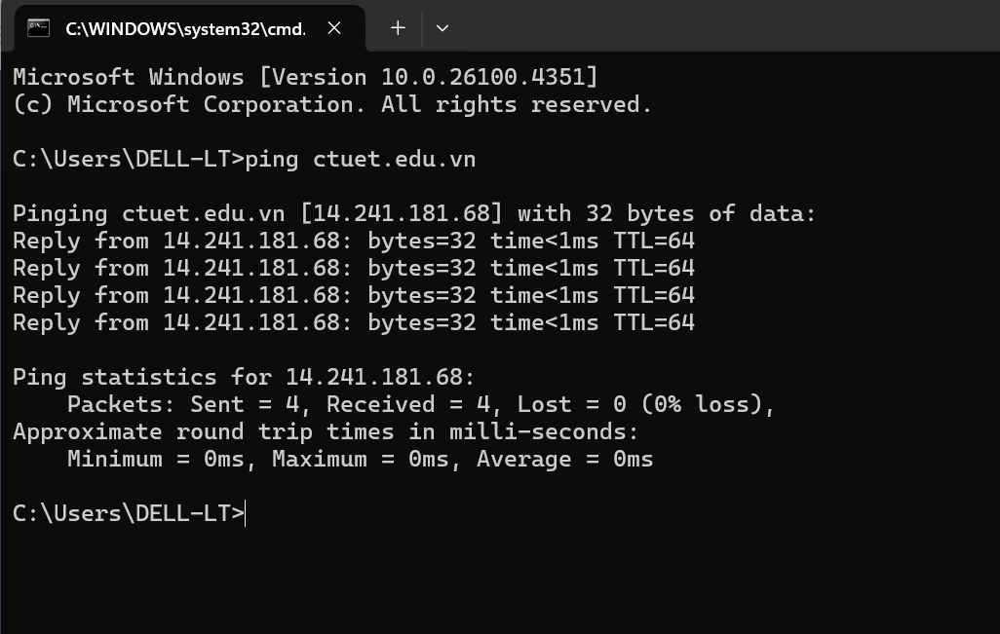 C:\WINDOWS\system32\cmd.
Microsoft Windows [Version 10.0.26100.4351]
(c) Microsoft Corporation. All rights reserved.
C:\Users\DELL-LT>ping ctuet.edu.vn
Pinging ctuet.edu.vn [14.241.181.68] with 32 bytes of data:
Reply from 14.241.181.68: bytes=32 time<1ms TTL=64
Reply from 14.241.181.68: bytes=32 time<1ms TTL=64
Reply from 14.241.181.68: bytes=32 time<1ms TTL=64
Reply from 14.241.181.68: bytes=32 time<1ms TTL=64
Ping statistics for 14.241.181.68:
Packets: Sent = 4, Received = 4, Lost = 0 (0% loss),
Approximate round trip times in milli-seconds:
Minimum = 0ms, Maximum = 0ms, Average = 0ms
C:\Users\DELL-LT>